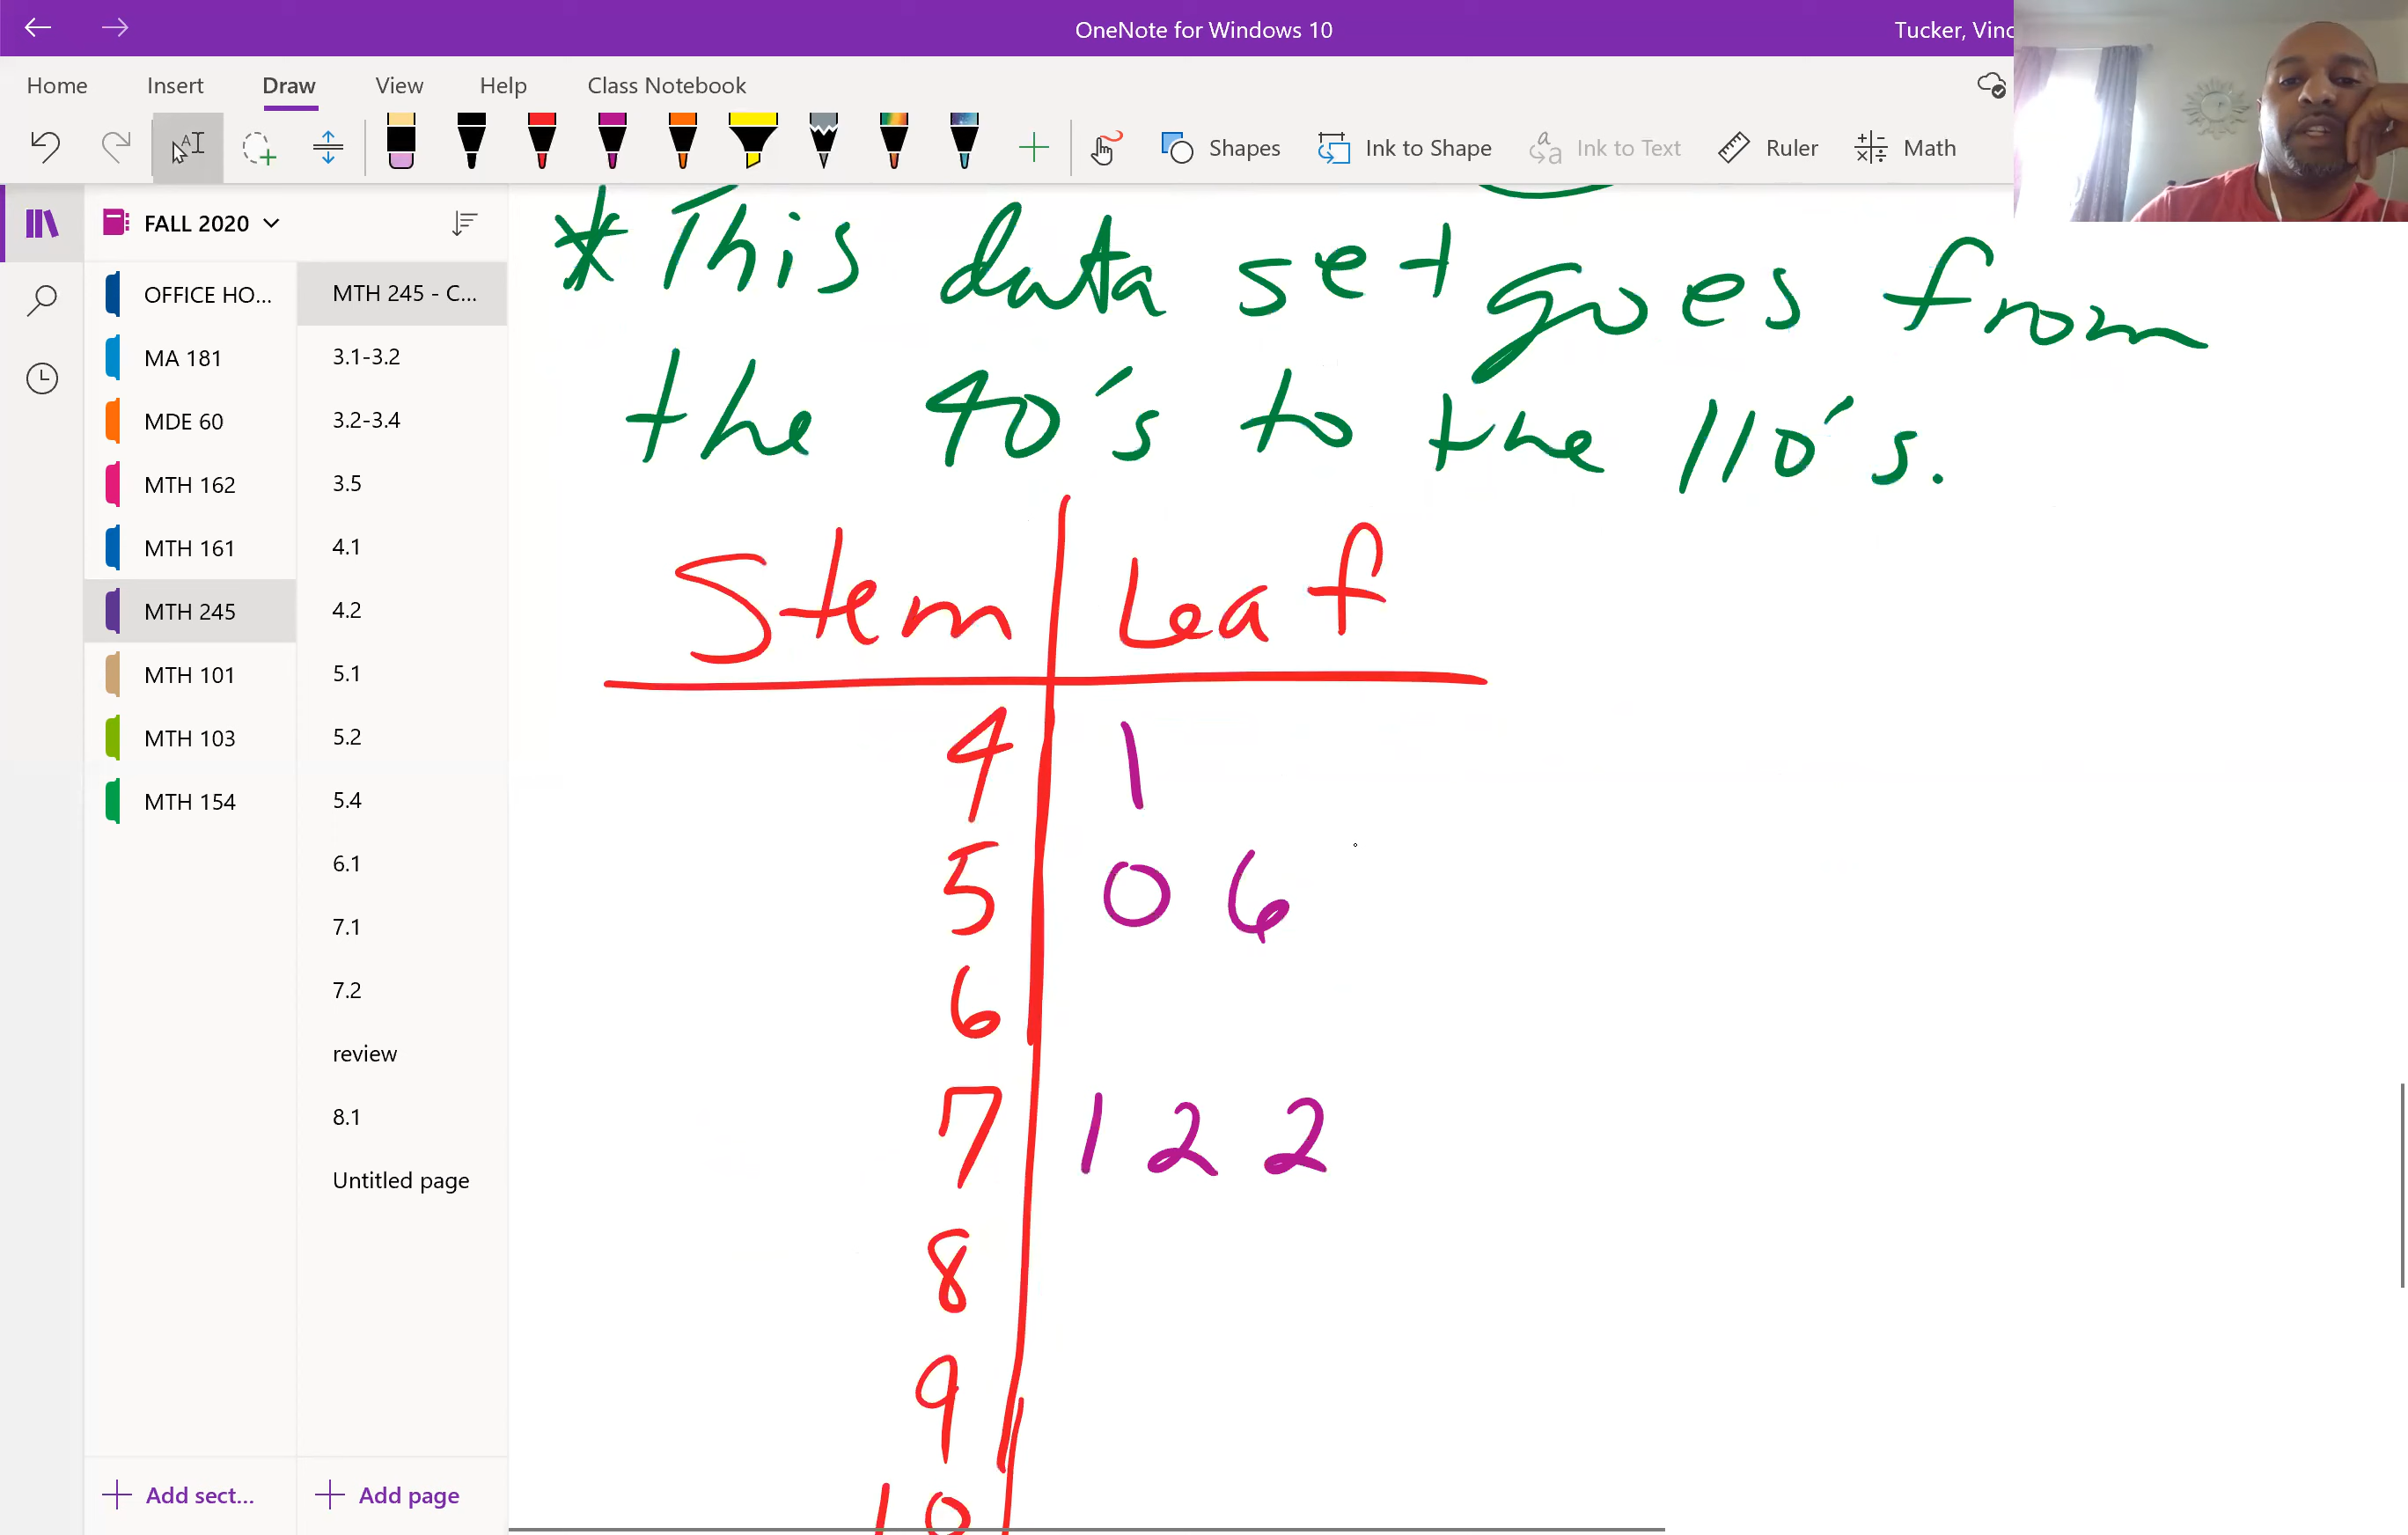 OneNote for Windows 10
Tucker, Vinc
Home Insert Draw View Help Class Notebook
Shapes Ink to Shape Ink to Text Ruler Math
FALL 2020
OFFICE HO...
MA 181
MDE 60
MTH 162
MTH 161
MTH 245
MTH 101
MTH 103
MTH 154
Add sect...
MTH 245 - C...
3.1-3.2
3.2-3.4
3.5
4.1
4.2
5.1
5.2
5.4
6.1
7.1
7.2
review
8.1
Untitled page
Add page
*This data set goes from
the 40's to the 110's.
Stem Leaf
4 1
5 0 6
6
7 1 2 2
8
9
10